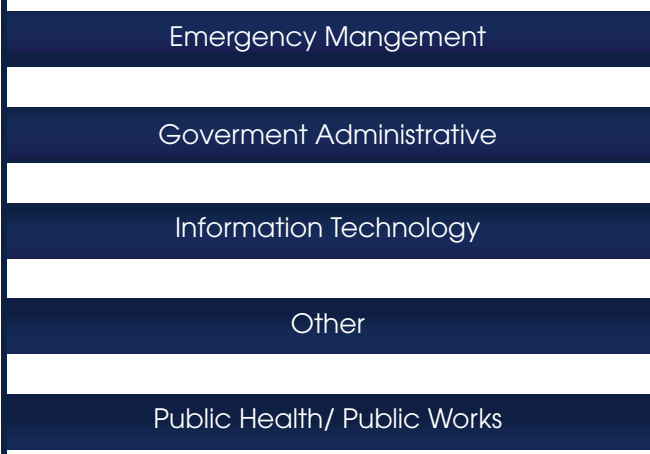 Emergency Mangement
Goverment Administrative
Information Technology
Other
Public Health/ Public Works